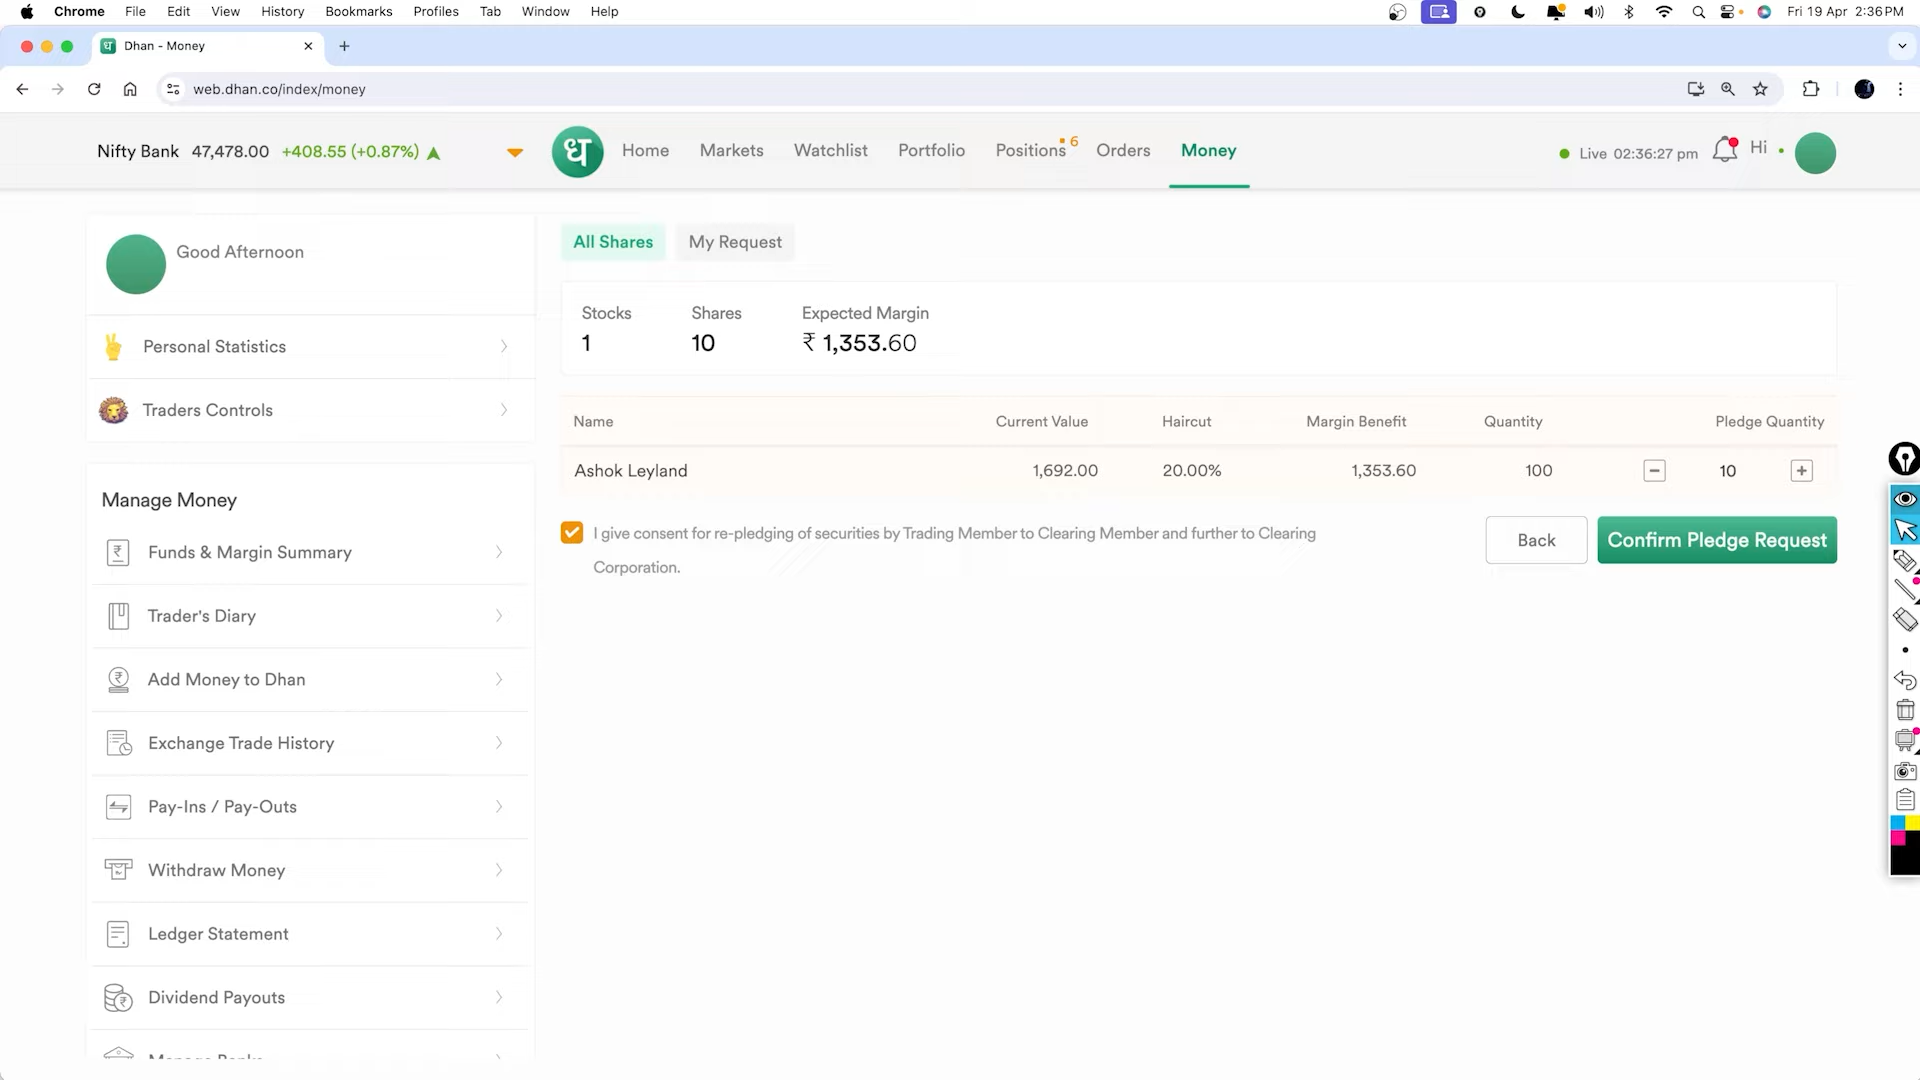 Chrome File Edit View History Bookmarks Profiles Tab Window Help Fri 19 Apr 2:36 PM
Dhan - Money
web.dhan.co/index/money
Nifty Bank 47,478.00 +408.55 (+0.87%) ध Home Markets Watchlist Portfolio Positions 6 Orders Money Live 02:36:27 pm Hi
Good Afternoon
Personal Statistics
Traders Controls
Manage Money
Funds & Margin Summary
Trader's Diary
Add Money to Dhan
Exchange Trade History
Pay-Ins / Pay-Outs
Withdraw Money
Ledger Statement
Dividend Payouts
All Shares My Request
Stocks Shares Expected Margin
1 10 ₹ 1,353.60
Name Current Value Haircut Margin Benefit Quantity Pledge Quantity
Ashok Leyland 1,692.00 20.00% 1,353.60 100 − 10 +
I give consent for re-pledging of securities by Trading Member to Clearing Member and further to Clearing
Corporation.
Back Confirm Pledge Request